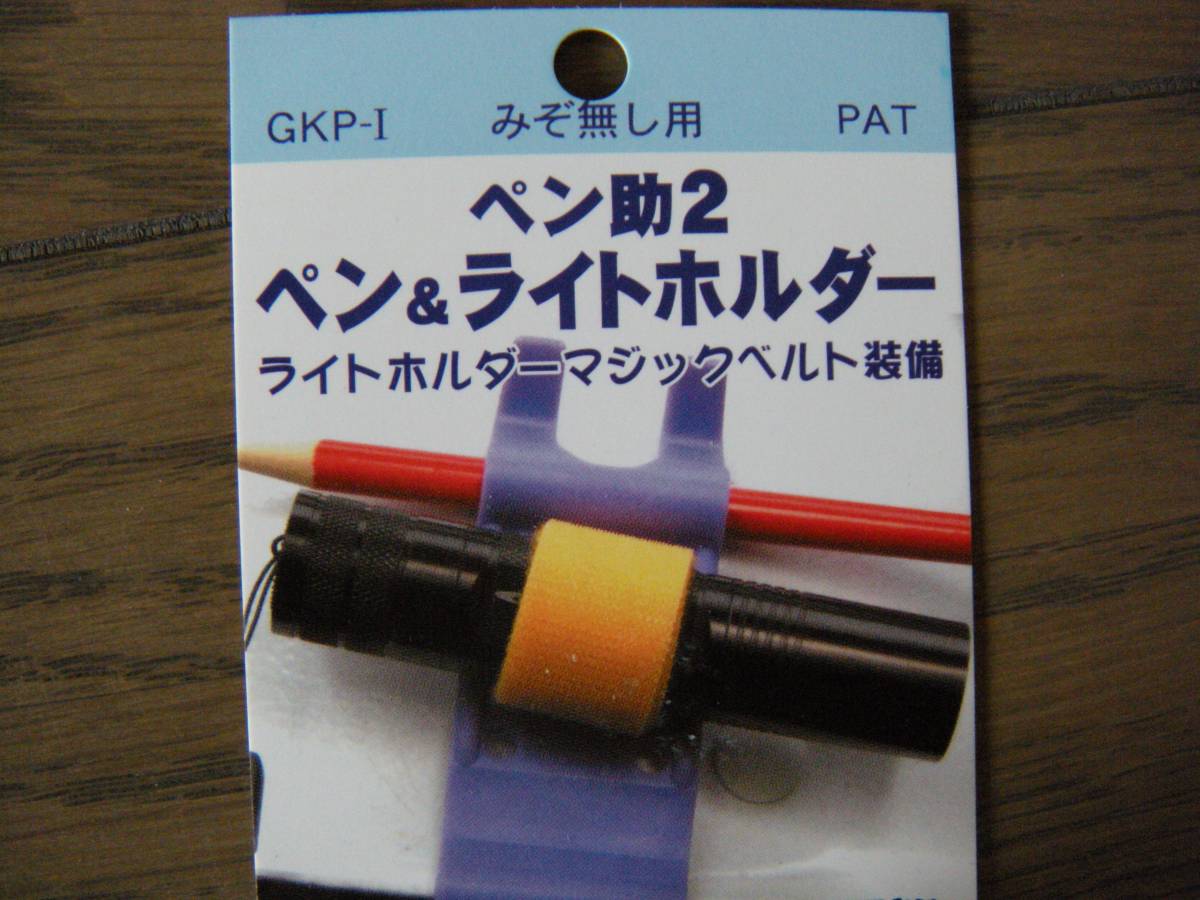 GKP-I みぞ無し用 PAT
ペン助2
ペン&ライトホルダー
ライトホルダーマジックベルト装備